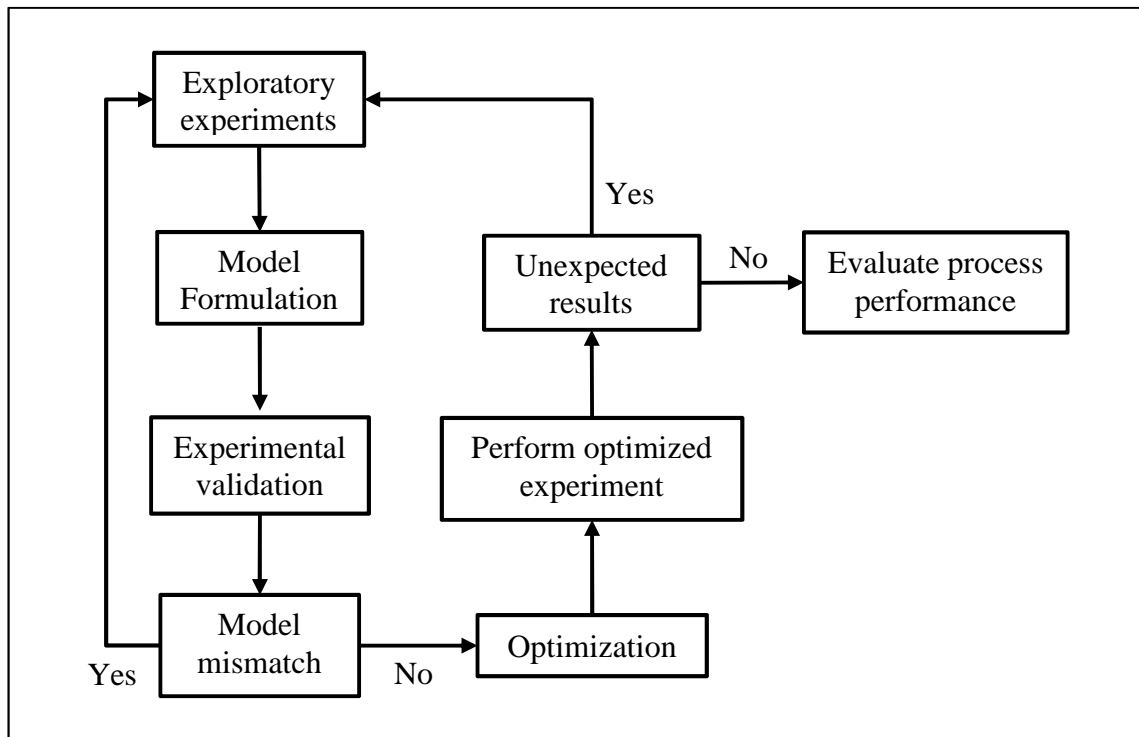 Exploratory
experiments
Yes
Unexpected
results
No
Evaluate process
performance
Model
Formulation
Experimental
validation
Perform optimized
experiment
Model
mismatch
Yes
No
Optimization